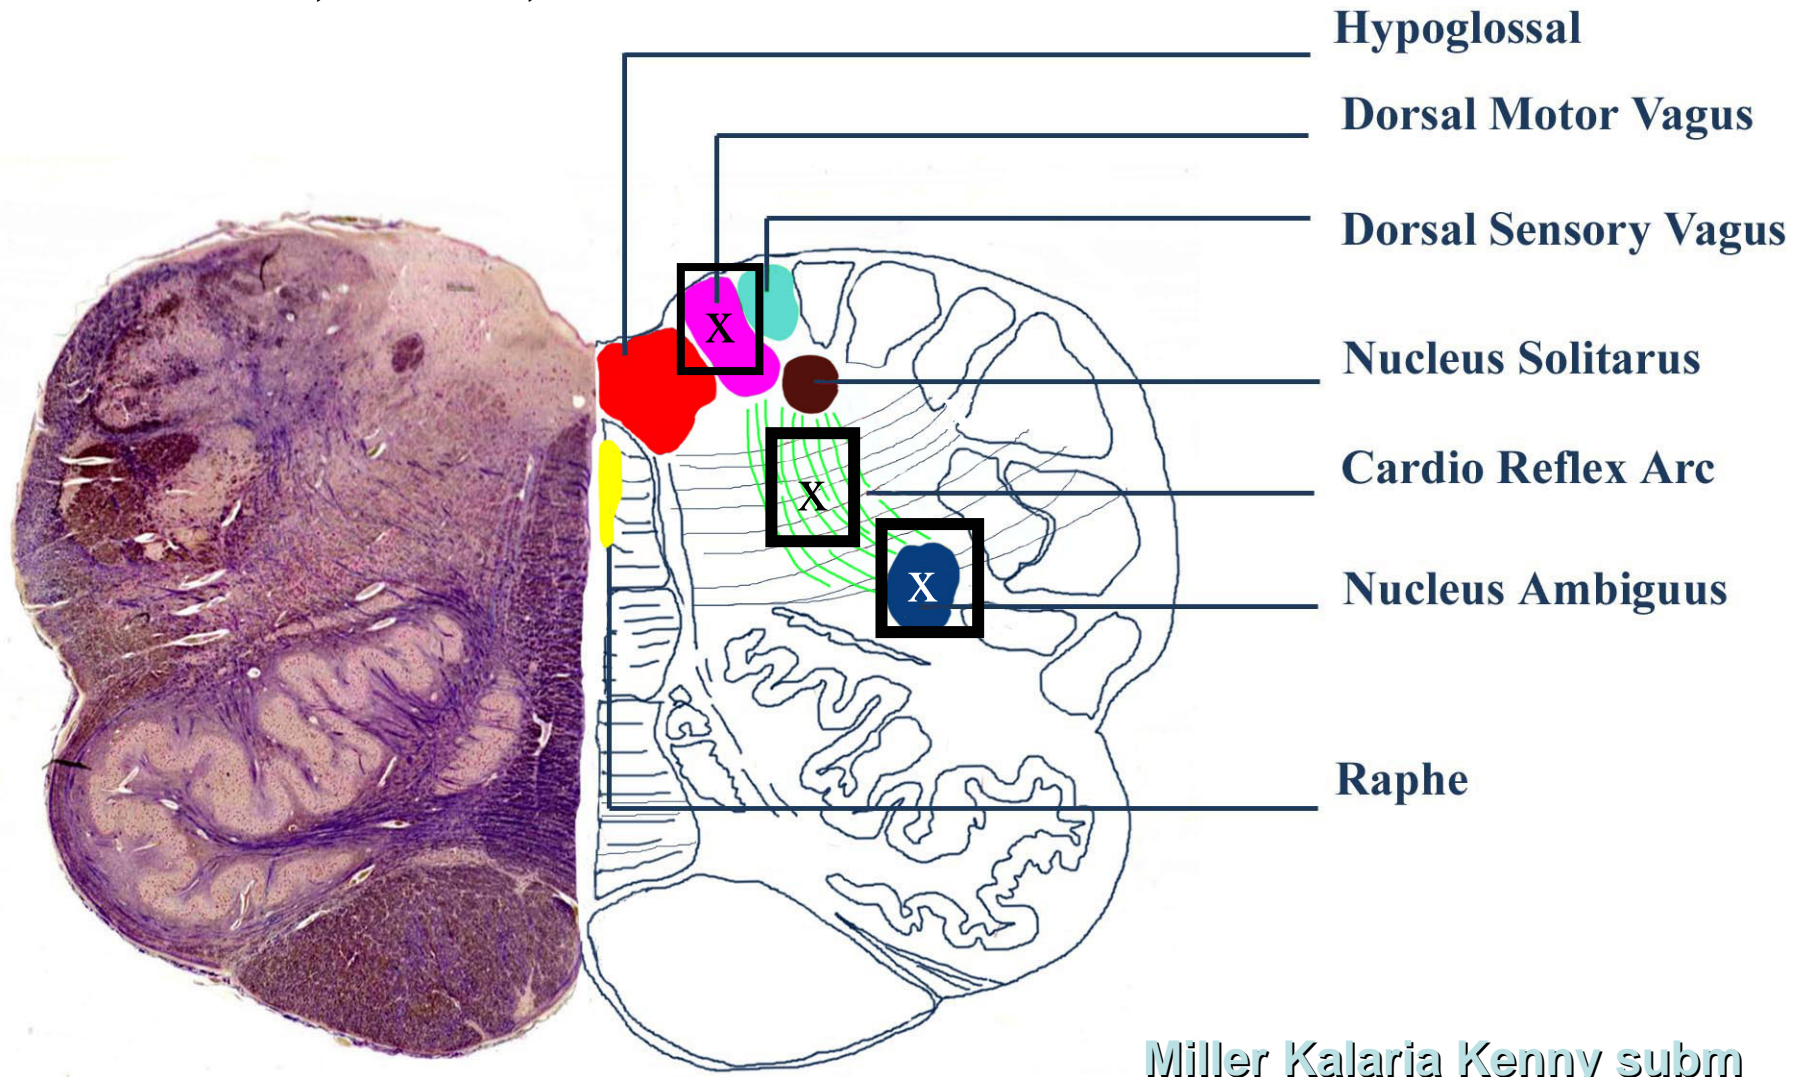 Hypoglossal
Dorsal Motor Vagus
Dorsal Sensory Vagus
X
Nucleus Solitarus
Cardio Reflex Arc
X
Nucleus Ambiguus
X
Raphe
Miller Kalaria Kenny subm